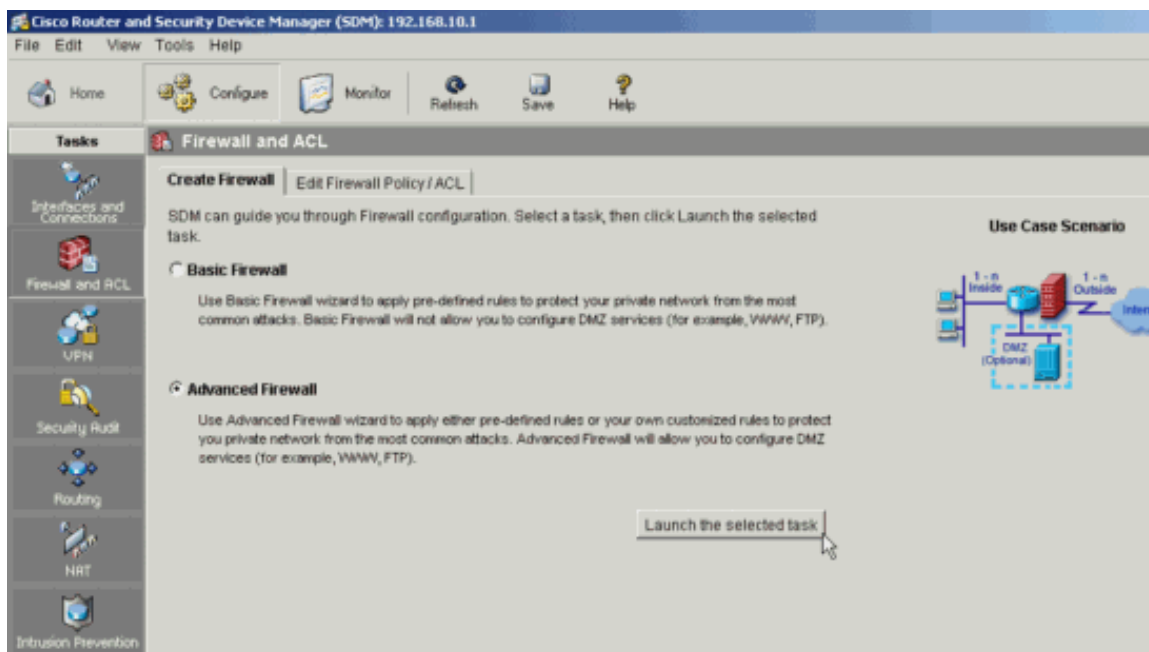 Cisco Router and Security Device Manager (SDM): 192.168.10.1
File Edit View Tools Help
Home Configure Monitor Refresh Save Help
Tasks
Firewall and ACL
Interfaces and
Connections
Firewall and ACL
VPN
Security Audit
Routing
NAT
Intrusion Prevention
Create Firewall Edit Firewall Policy / ACL
SDM can guide you through Firewall configuration. Select a task, then click Launch the selected
task.
Basic Firewall
Use Basic Firewall wizard to apply pre-defined rules to protect your private network from the most
common attacks. Basic Firewall will not allow you to configure DMZ services (for example, WWW, FTP).
Advanced Firewall
Use Advanced Firewall wizard to apply either pre-defined rules or your own customized rules to protect
you private network from the most common attacks. Advanced Firewall will allow you to configure DMZ
services (for example, WWW, FTP).
Launch the selected task
Use Case Scenario
1 - n
Inside
1 - n
Outside
Inter
DMZ
(Optional)